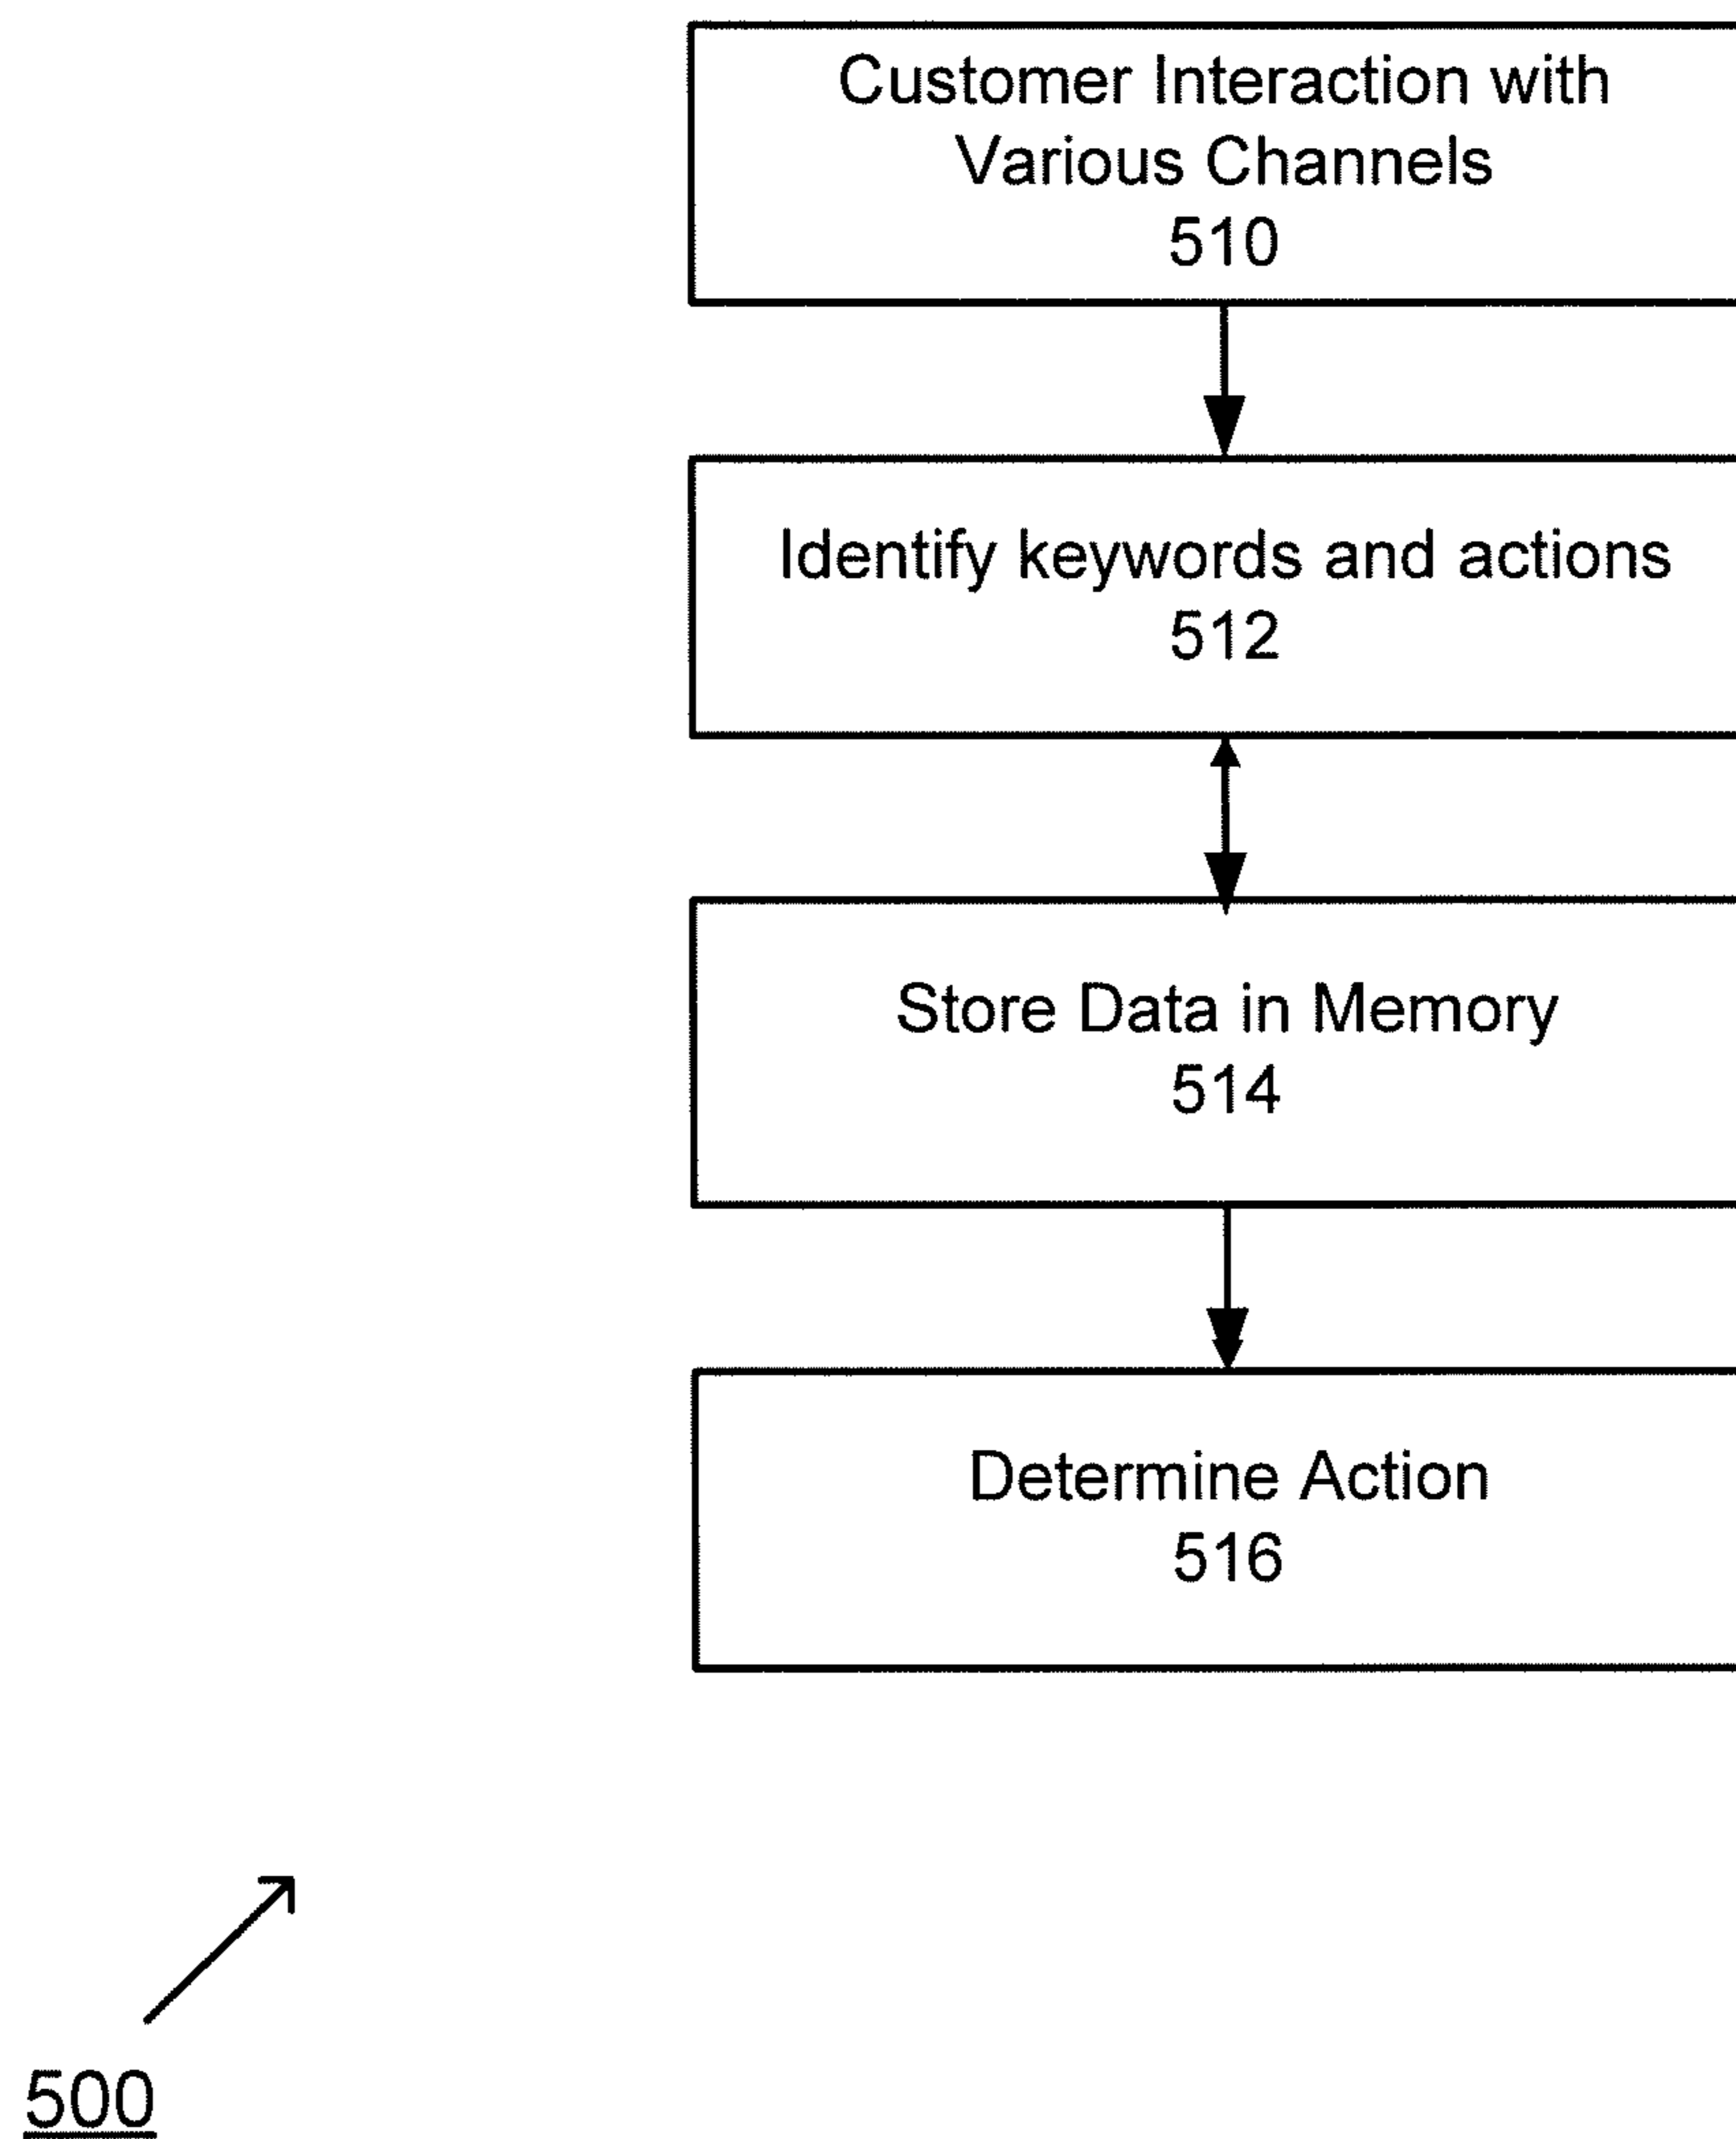 Customer Interaction with
Various Channels
510
Identify keywords and actions
512
Store Data in Memory
514
Determine Action
516
500